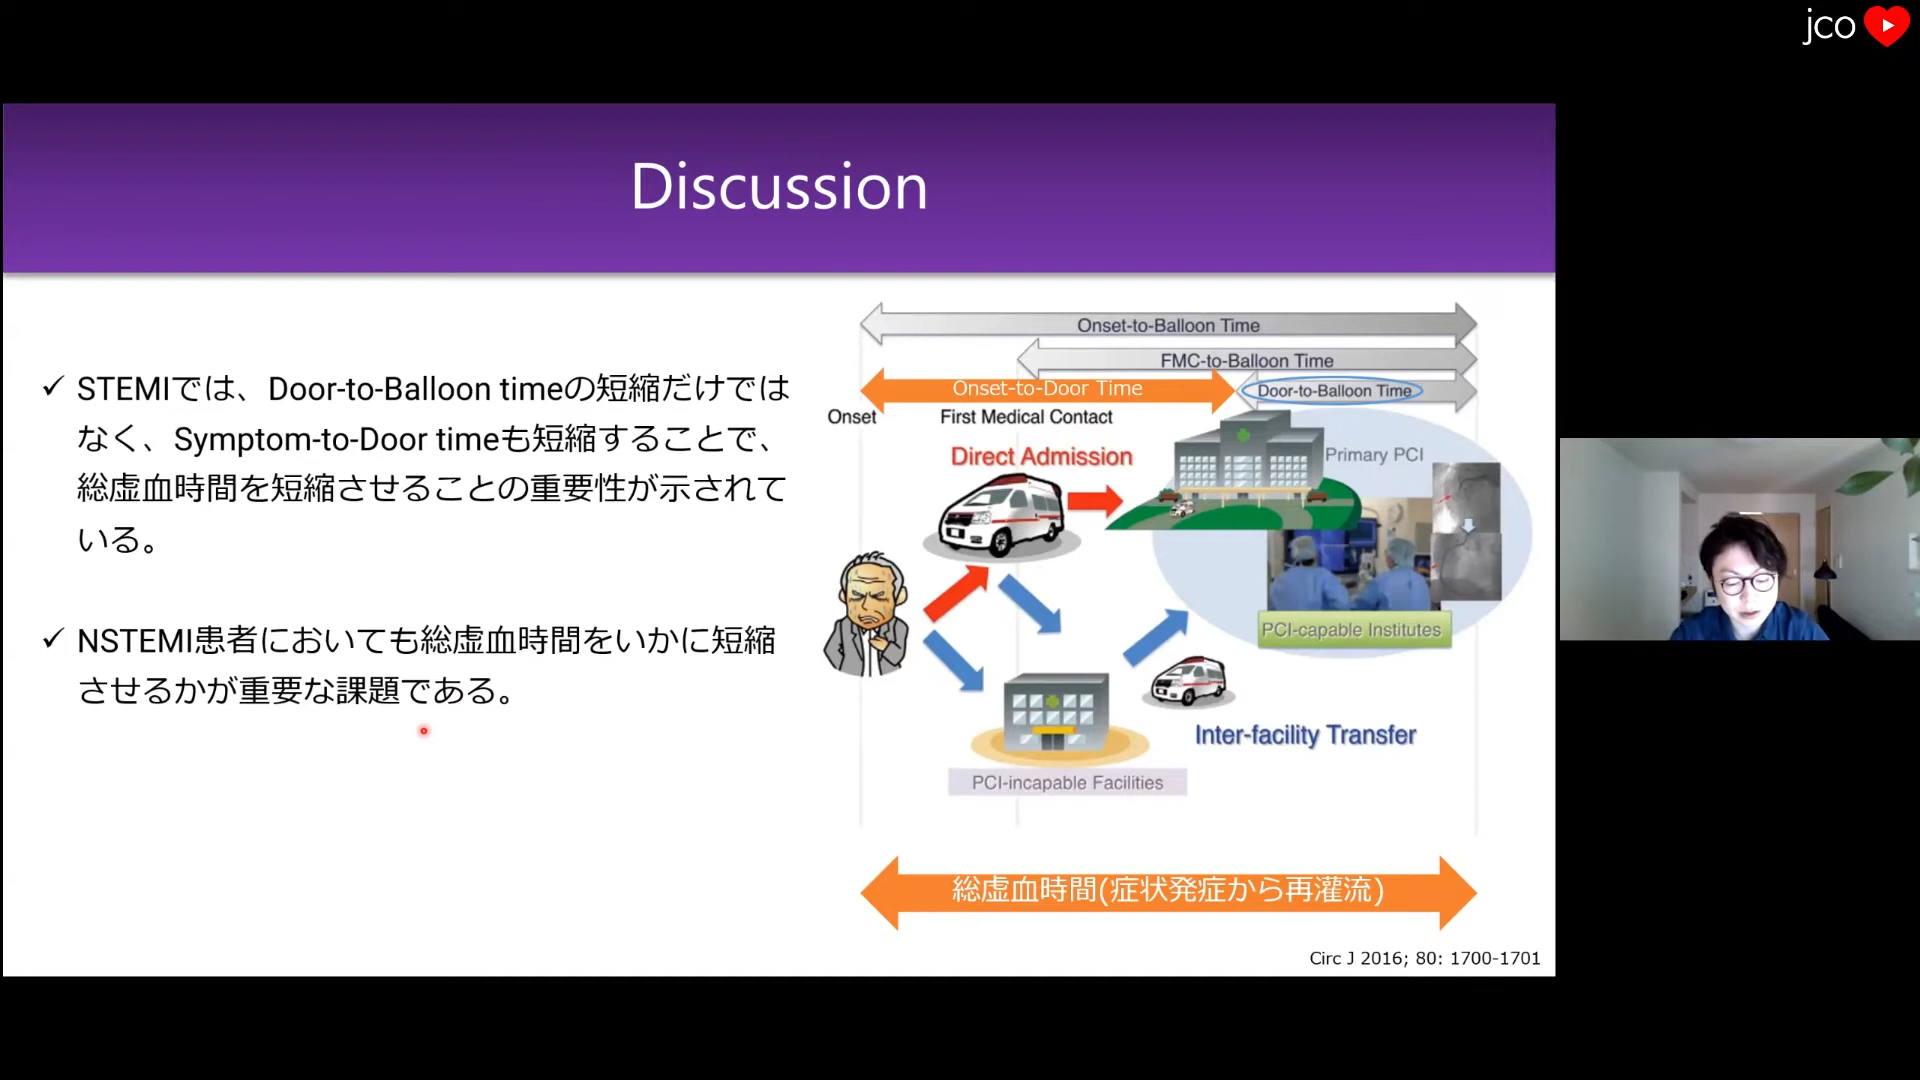 jco
Discussion
✓ STEMIでは、Door-to-Balloon timeの短縮だけでは
なく、Symptom-to-Door timeも短縮することで、
総虚血時間を短縮させることの重要性が示されて
いる。
✓ NSTEMI患者においても総虚血時間をいかに短縮
させるかが重要な課題である。
Onset-to-Balloon Time
FMC-to-Balloon Time
Onset-to-Door Time
Door-to-Balloon Time
Onset
First Medical Contact
Direct Admission
Primary PCI
PCI-capable Institutes
Inter-facility Transfer
PCI-incapable Facilities
総虚血時間(症状発症から再灌流)
Circ J 2016; 80: 1700-1701